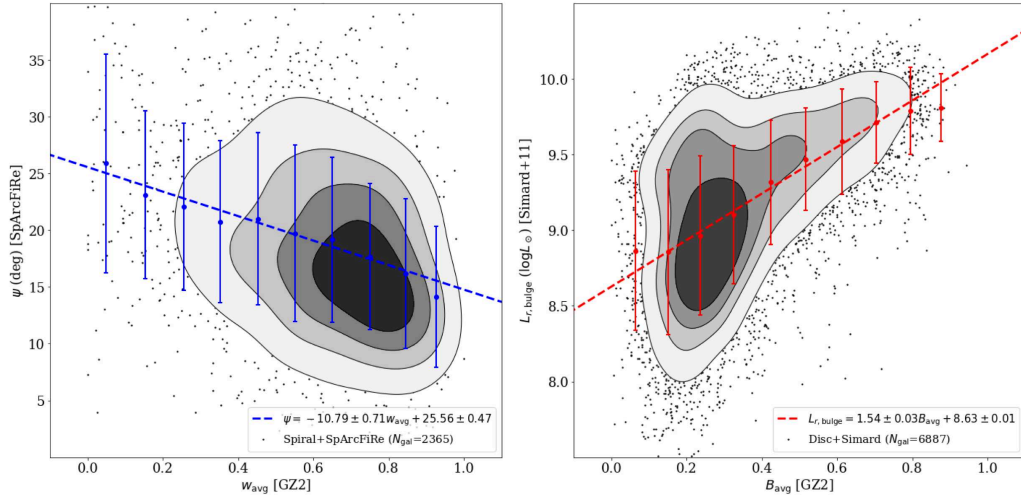 35
30
25
20
15
10
5
ψ (deg) [SpArcFiRe]
ψ = −10.79 ± 0.71w_avg + 25.56 ± 0.47
Spiral+SpArcFiRe (N_gal=2365)
0.0 0.2 0.4 0.6 0.8 1.0
w_avg [GZ2]
10.0
9.5
9.0
8.5
8.0
L_r,bulge (logL_⊙) [Simard+11]
L_r,bulge = 1.54 ± 0.03B_avg + 8.63 ± 0.01
Disc+Simard (N_gal=6887)
0.0 0.2 0.4 0.6 0.8 1.0
B_avg [GZ2]